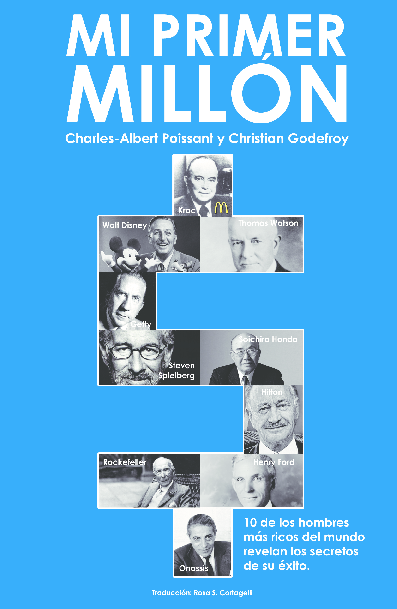 MI PRIMER
MILLÓN
Charles-Albert Poissant y Christian Godefroy
Kroc
Walt Disney
Thomas Watson
Getty
Soichiro Honda
Steven
Spielberg
Hilton
Rockefeller
Henry Ford
Onassis
10 de los hombres
más ricos del mundo
revelan los secretos
de su éxito.
Traducción: Rosa S. Corgatelli